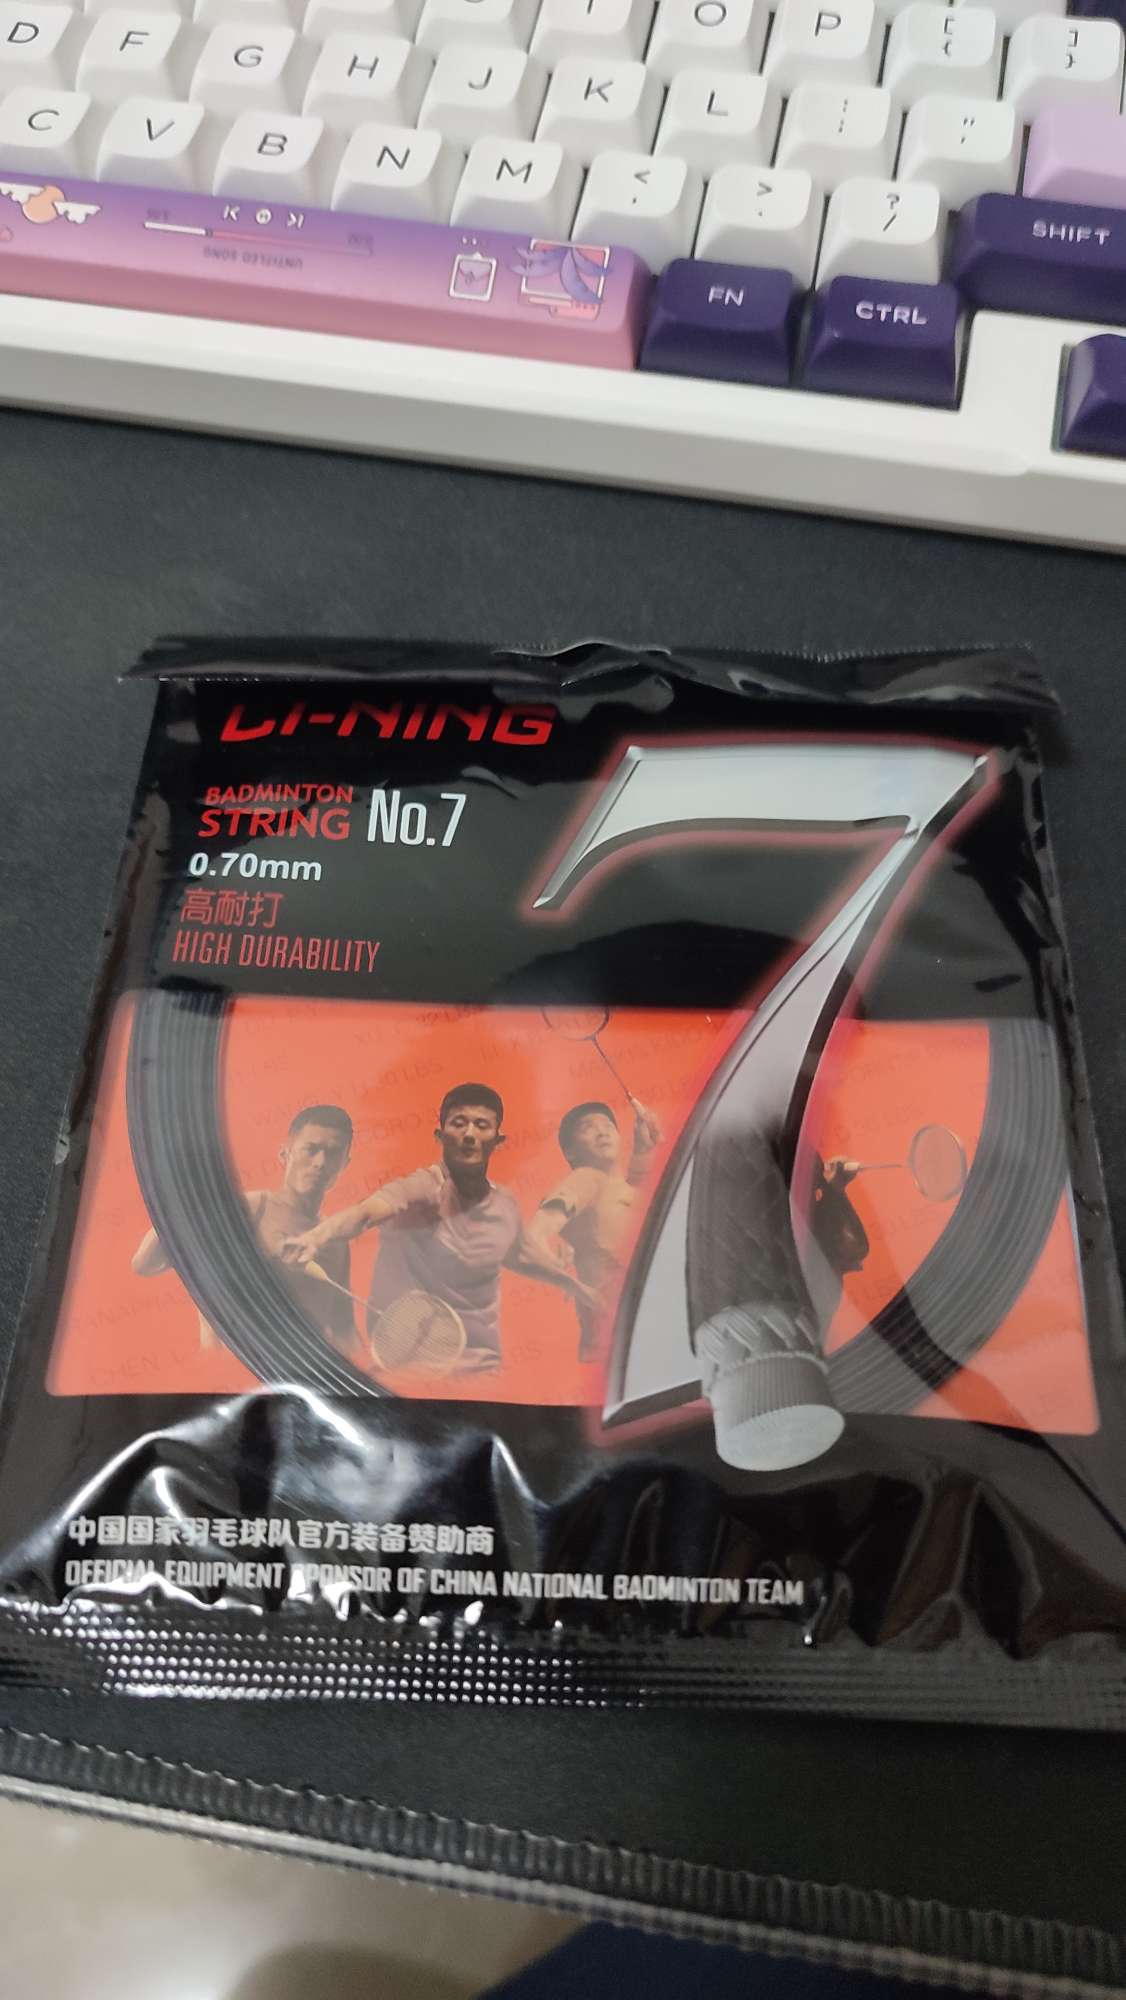 O P [ { ] }
D F G H J K L : ; " '
C V B N M < , > . ? /
SHIFT
UNTITLED SONG
FN CTRL
LI-NING
BADMINTON
STRING No.7
0.70mm
高耐打
HIGH DURABILITY
7
中国国家羽毛球队官方装备赞助商
OFFICIAL EQUIPMENT SPONSOR OF CHINA NATIONAL BADMINTON TEAM